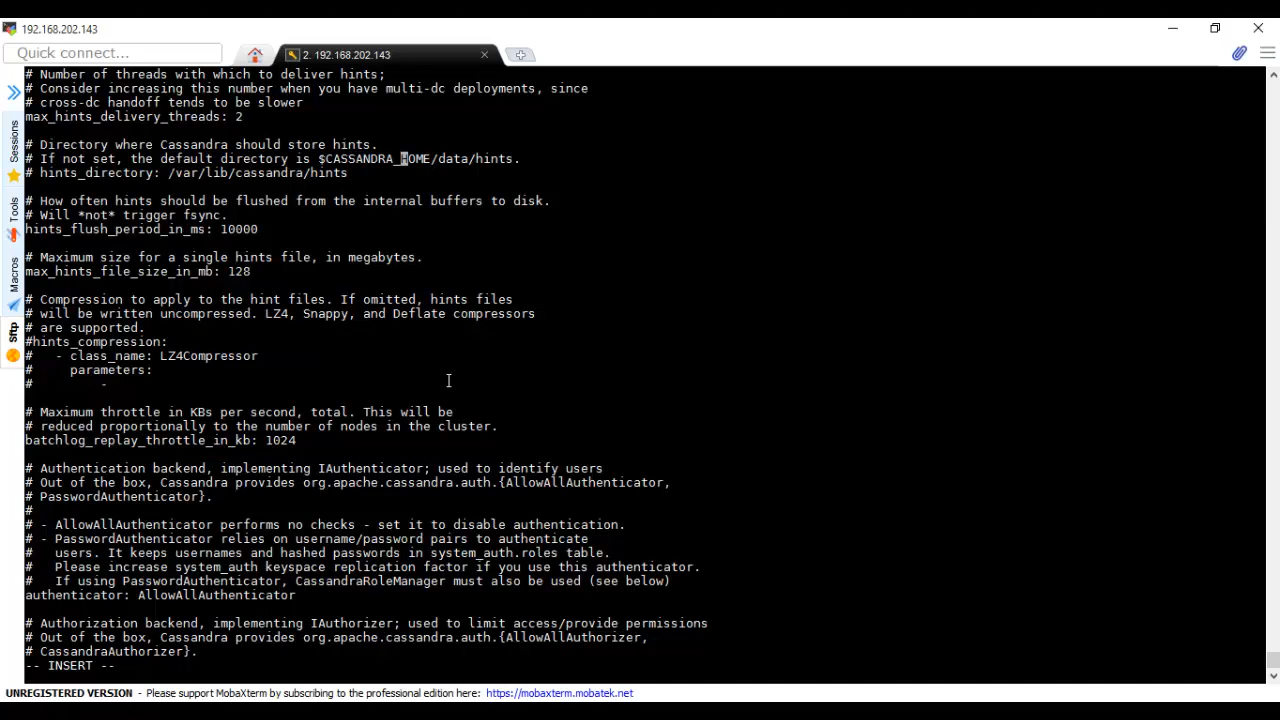 192.168.202.143
Quick connect...
2. 192.168.202.143
Sessions
Tools
Macros
Sftp
# Number of threads with which to deliver hints;
# Consider increasing this number when you have multi-dc deployments, since
# cross-dc handoff tends to be slower
max_hints_delivery_threads: 2
# Directory where Cassandra should store hints.
# If not set, the default directory is $CASSANDRA_HOME/data/hints.
# hints_directory: /var/lib/cassandra/hints
# How often hints should be flushed from the internal buffers to disk.
# Will *not* trigger fsync.
hints_flush_period_in_ms: 10000
# Maximum size for a single hints file, in megabytes.
max_hints_file_size_in_mb: 128
# Compression to apply to the hint files. If omitted, hints files
# will be written uncompressed. LZ4, Snappy, and Deflate compressors
# are supported.
#hints_compression:
#   - class_name: LZ4Compressor
#     parameters:
#         -
# Maximum throttle in KBs per second, total. This will be
# reduced proportionally to the number of nodes in the cluster.
batchlog_replay_throttle_in_kb: 1024
# Authentication backend, implementing IAuthenticator; used to identify users
# Out of the box, Cassandra provides org.apache.cassandra.auth.{AllowAllAuthenticator,
# PasswordAuthenticator}.
#
# - AllowAllAuthenticator performs no checks - set it to disable authentication.
# - PasswordAuthenticator relies on username/password pairs to authenticate
#   users. It keeps usernames and hashed passwords in system_auth.roles table.
#   Please increase system_auth keyspace replication factor if you use this authenticator.
#   If using PasswordAuthenticator, CassandraRoleManager must also be used (see below)
authenticator: AllowAllAuthenticator
# Authorization backend, implementing IAuthorizer; used to limit access/provide permissions
# Out of the box, Cassandra provides org.apache.cassandra.auth.{AllowAllAuthorizer,
# CassandraAuthorizer}.
-- INSERT --
UNREGISTERED VERSION - Please support MobaXterm by subscribing to the professional edition here: https://mobaxterm.mobatek.net